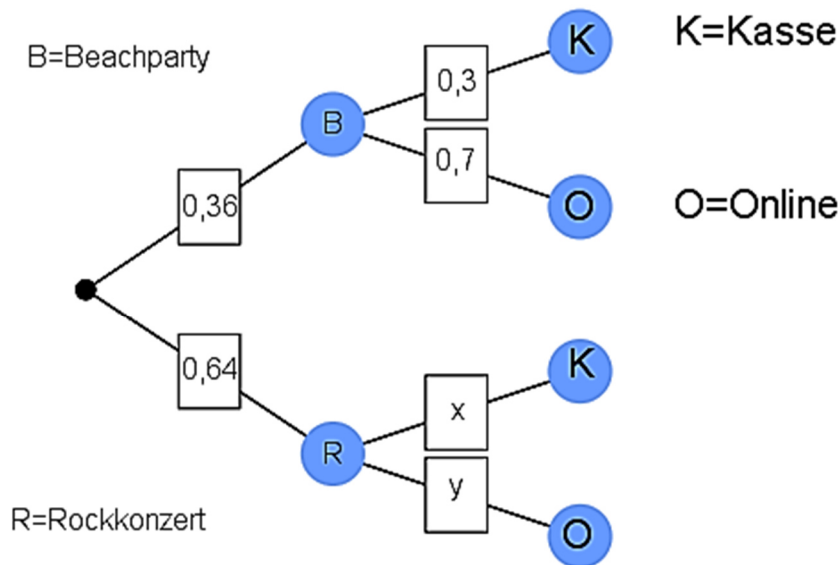 K=Kasse
K
B=Beachparty
0,3
B
0,7
0,36
O
O=Online
0,64
K
x
R
y
R=Rockkonzert
O